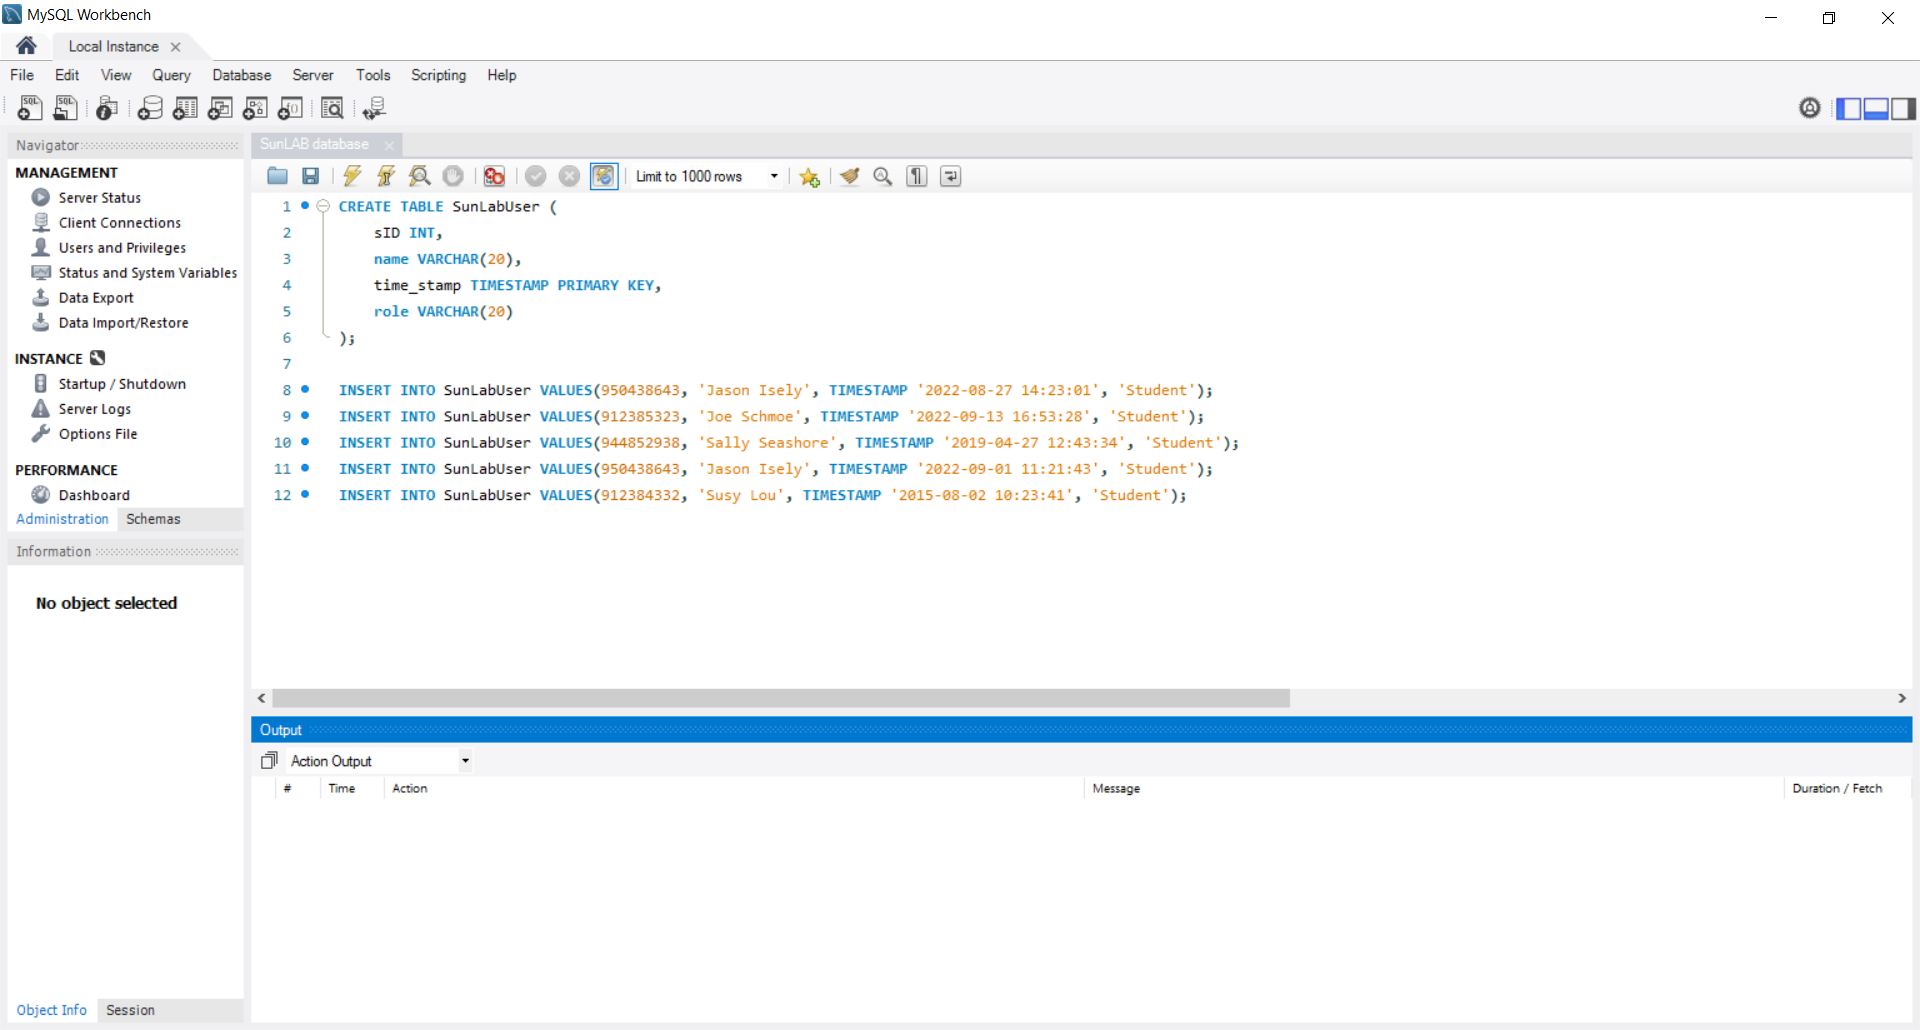 MySQL Workbench
Local Instance
File Edit View Query Database Server Tools Scripting Help
Navigator
MANAGEMENT
Server Status
Client Connections
Users and Privileges
Status and System Variables
Data Export
Data Import/Restore
INSTANCE
Startup / Shutdown
Server Logs
Options File
PERFORMANCE
Dashboard
Administration Schemas
Information
No object selected
Object Info Session
SunLAB database
Limit to 1000 rows
1 CREATE TABLE SunLabUser (
2 sID INT,
3 name VARCHAR(20),
4 time_stamp TIMESTAMP PRIMARY KEY,
5 role VARCHAR(20)
6 );
7
8 INSERT INTO SunLabUser VALUES(950438643, 'Jason Isely', TIMESTAMP '2022-08-27 14:23:01', 'Student');
9 INSERT INTO SunLabUser VALUES(912385323, 'Joe Schmoe', TIMESTAMP '2022-09-13 16:53:28', 'Student');
10 INSERT INTO SunLabUser VALUES(944852938, 'Sally Seashore', TIMESTAMP '2019-04-27 12:43:34', 'Student');
11 INSERT INTO SunLabUser VALUES(950438643, 'Jason Isely', TIMESTAMP '2022-09-01 11:21:43', 'Student');
12 INSERT INTO SunLabUser VALUES(912384332, 'Susy Lou', TIMESTAMP '2015-08-02 10:23:41', 'Student');
Output
Action Output
# Time Action Message Duration / Fetch